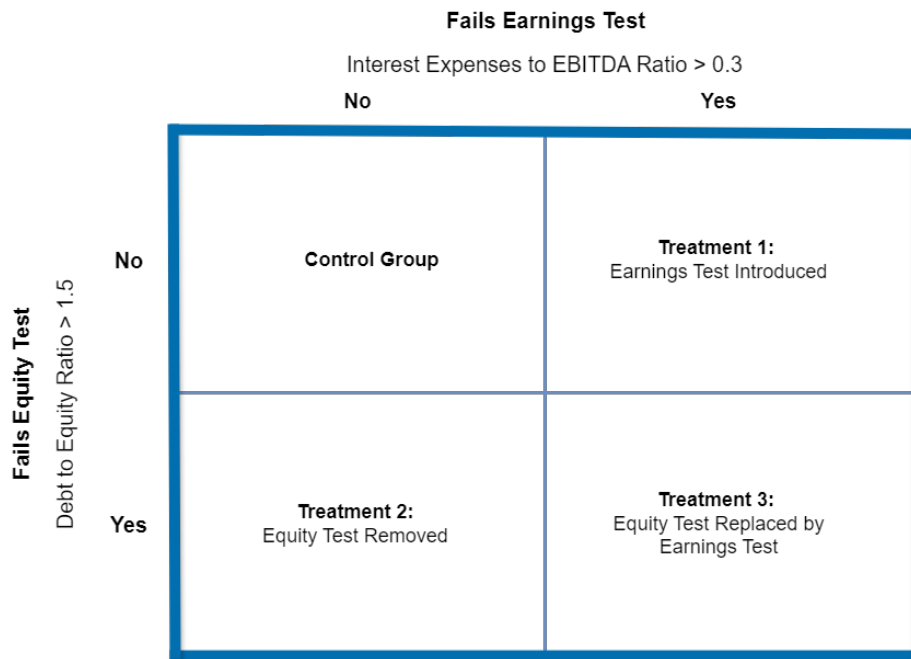 Fails Earnings Test
Interest Expenses to EBITDA Ratio > 0.3
No
Yes
Fails Equity Test
Debt to Equity Ratio > 1.5
No
Control Group
Treatment 1:
Earnings Test Introduced
Yes
Treatment 2:
Equity Test Removed
Treatment 3:
Equity Test Replaced by
Earnings Test